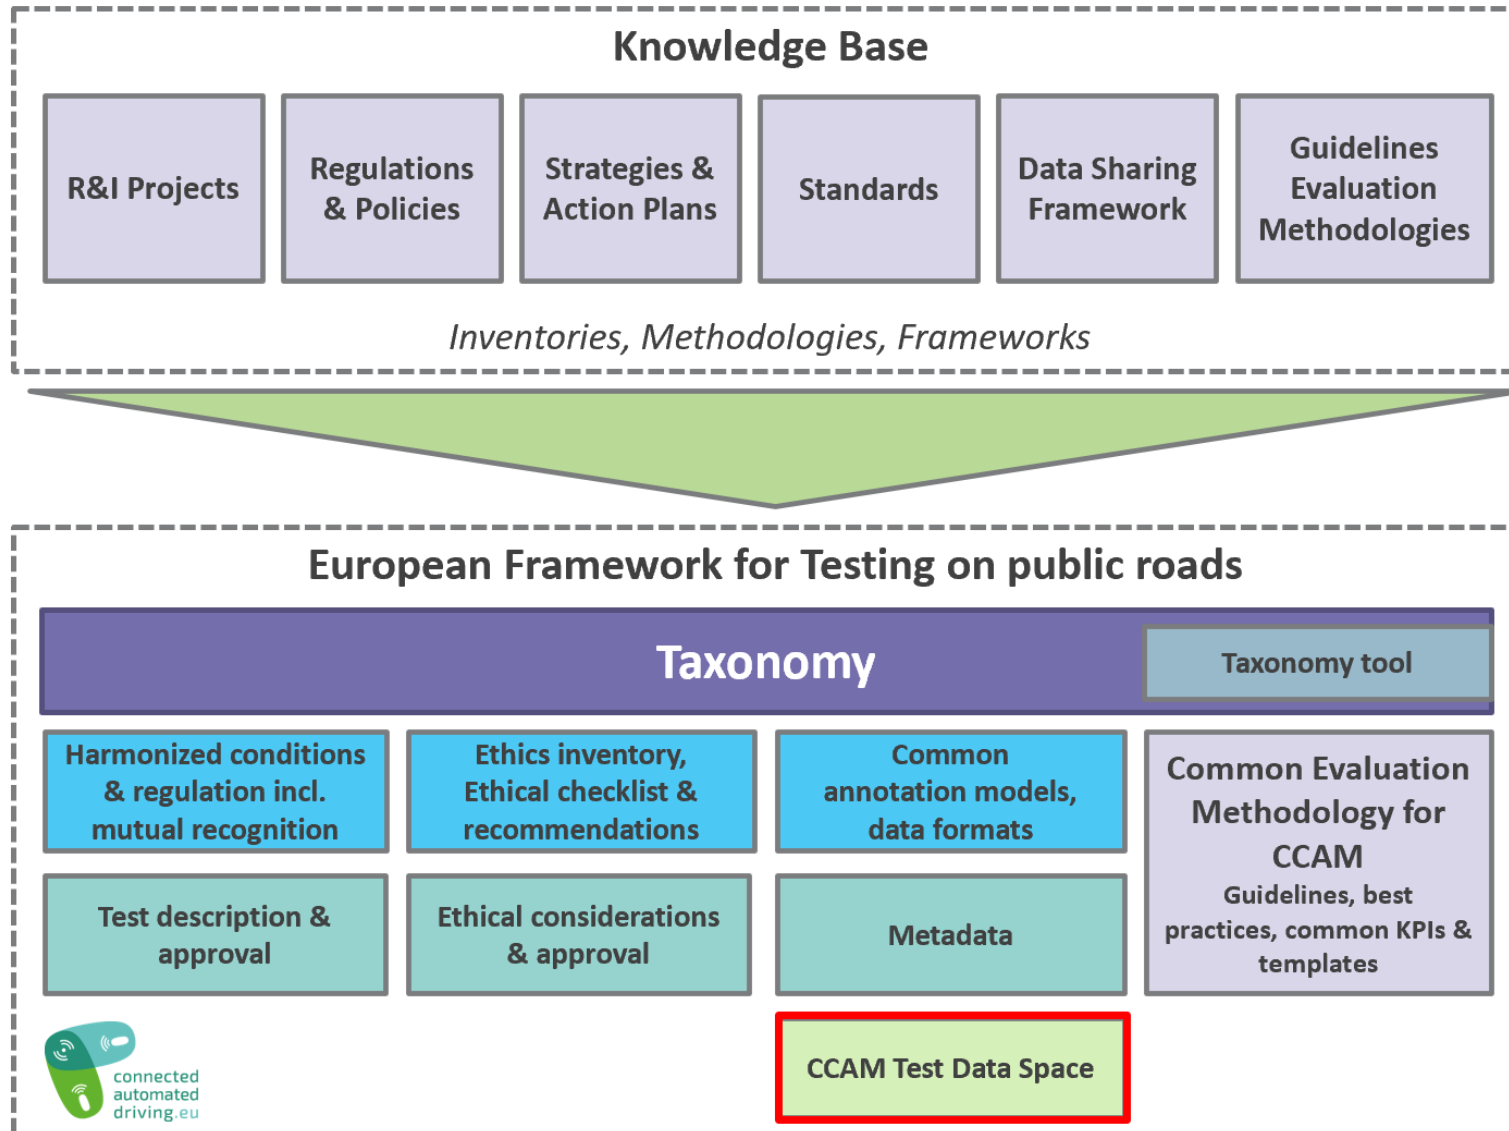 Knowledge Base
R&I Projects
Regulations
& Policies
Strategies &
Action Plans
Standards
Data Sharing
Framework
Guidelines
Evaluation
Methodologies
Inventories, Methodologies, Frameworks
European Framework for Testing on public roads
Taxonomy
Taxonomy tool
Harmonized conditions
& regulation incl.
mutual recognition
Ethics inventory,
Ethical checklist &
recommendations
Common
annotation models,
data formats
Common Evaluation
Methodology for
CCAM
Guidelines, best
practices, common KPIs &
templates
Test description &
approval
Ethical considerations
& approval
Metadata
CCAM Test Data Space
connected
automated
driving.eu